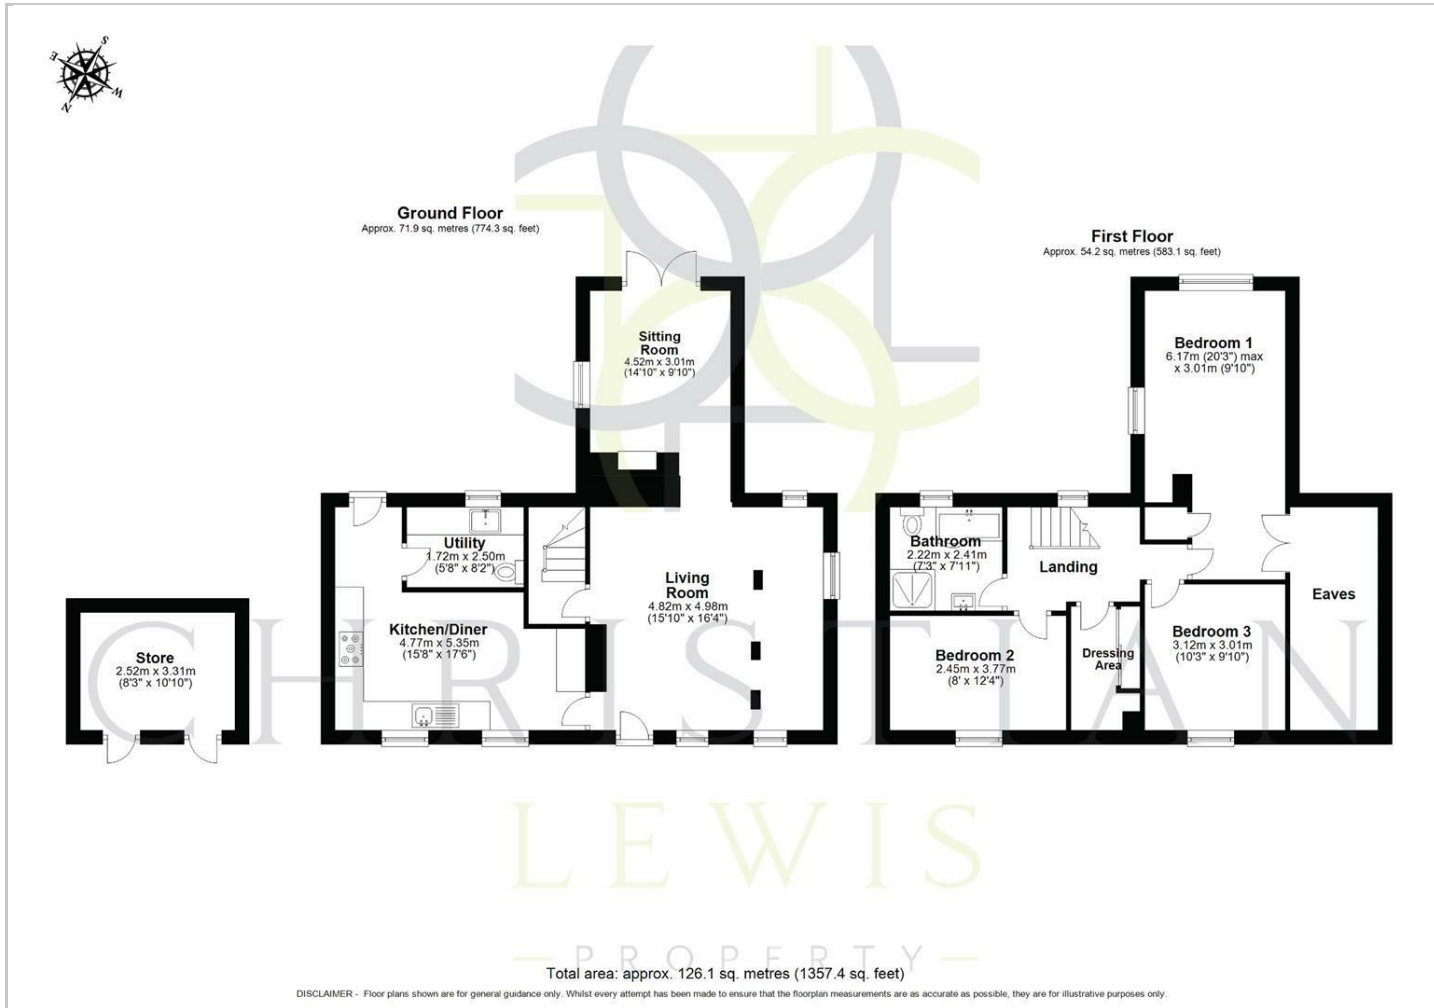 S
E
W
N
Ground Floor
Approx. 71.9 sq. metres (774.3 sq. feet)
Sitting
Room
4.52m x 3.01m
(14'10" x 9'10")
Utility
1.72m x 2.50m
(5'8" x 8'2")
Living
Room
4.82m x 4.98m
(15'10" x 16'4")
Kitchen/Diner
4.77m x 5.35m
(15'8" x 17'6")
Store
2.52m x 3.31m
(8'3" x 10'10")
First Floor
Approx. 54.2 sq. metres (583.1 sq. feet)
Bedroom 1
6.17m (20'3") max
x 3.01m (9'10")
Bathroom
2.22m x 2.41m
(7'3" x 7'11")
Landing
Eaves
Bedroom 2
2.45m x 3.77m
(8' x 12'4")
Dressing
Area
Bedroom 3
3.12m x 3.01m
(10'3" x 9'10")
CHRISTIAN
LEWIS
PROPERTY
Total area: approx. 126.1 sq. metres (1357.4 sq. feet)
DISCLAIMER - Floor plans shown are for general guidance only. Whilst every attempt has been made to ensure that the floorplan measurements are as accurate as possible, they are for illustrative purposes only.